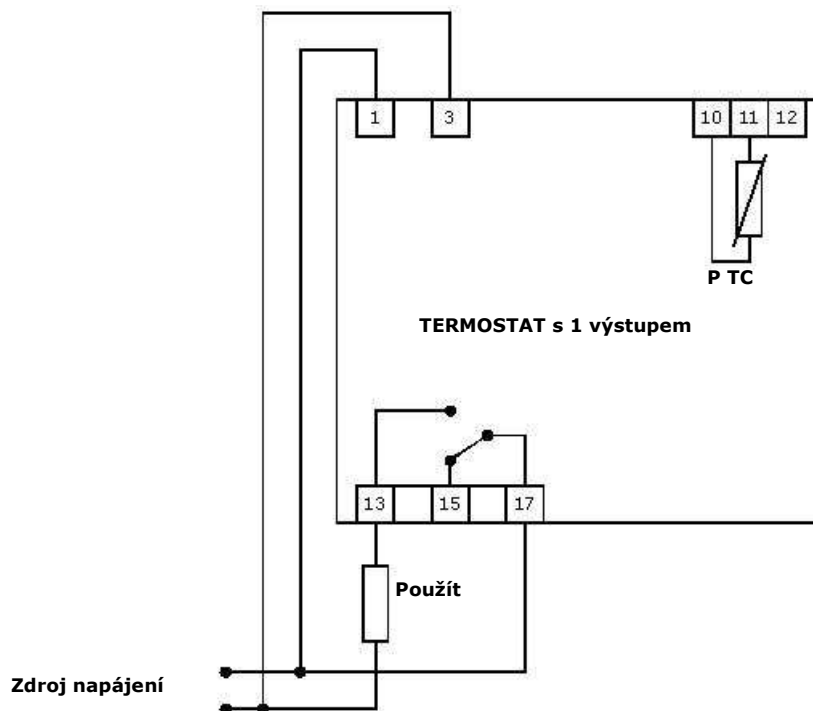 1 3 10 11 12
P TC
TERMOSTAT s 1 výstupem
13 15 17
Použít
Zdroj napájení